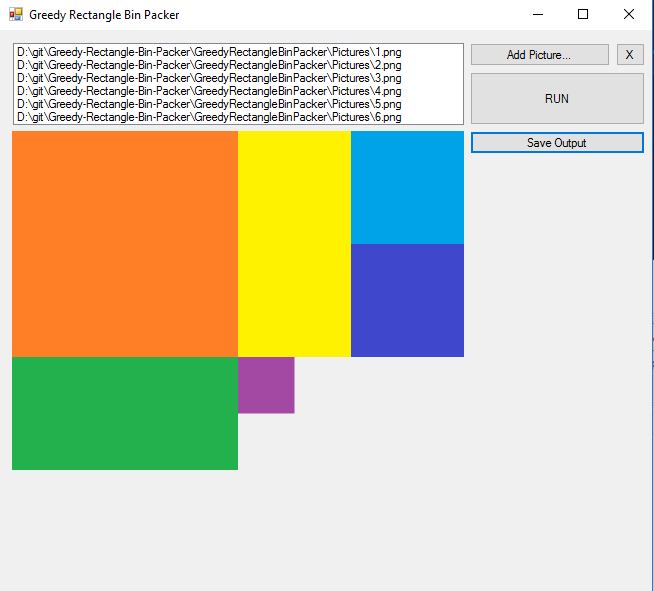 Greedy Rectangle Bin Packer
D:\git\Greedy-Rectangle-Bin-Packer\GreedyRectangleBinPacker\Pictures\1.png
D:\git\Greedy-Rectangle-Bin-Packer\GreedyRectangleBinPacker\Pictures\2.png
D:\git\Greedy-Rectangle-Bin-Packer\GreedyRectangleBinPacker\Pictures\3.png
D:\git\Greedy-Rectangle-Bin-Packer\GreedyRectangleBinPacker\Pictures\4.png
D:\git\Greedy-Rectangle-Bin-Packer\GreedyRectangleBinPacker\Pictures\5.png
D:\git\Greedy-Rectangle-Bin-Packer\GreedyRectangleBinPacker\Pictures\6.png
Add Picture... X
RUN
Save Output